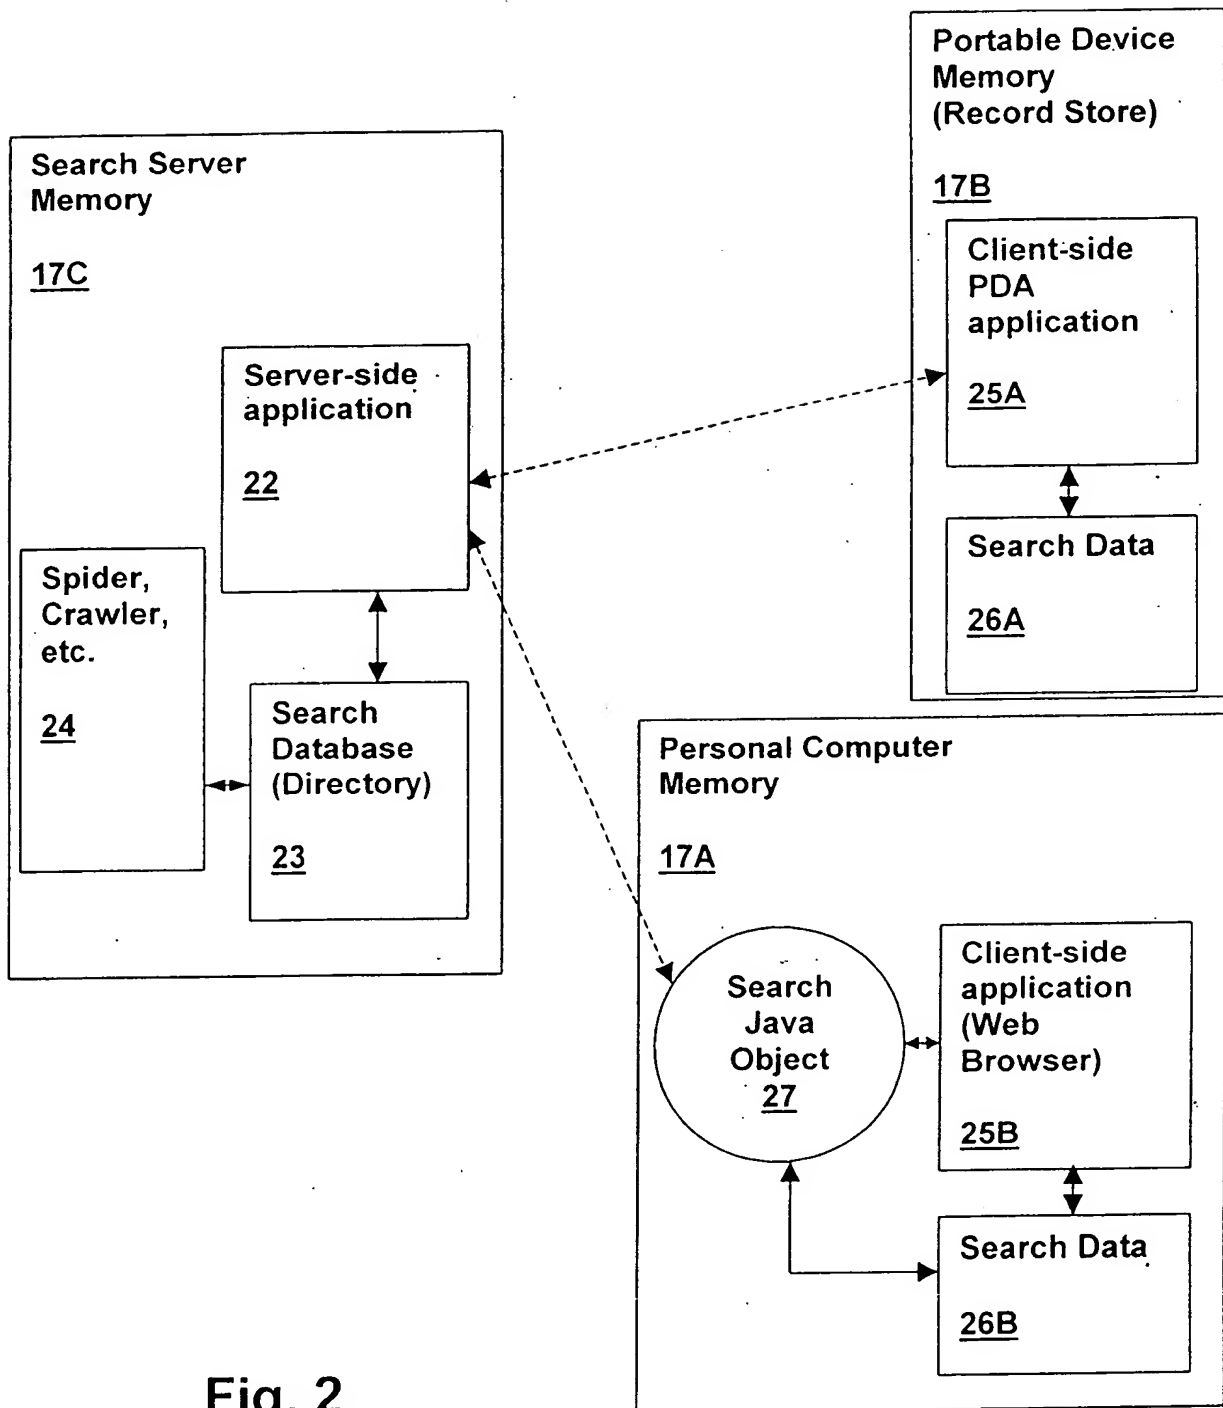 Portable Device
Memory
(Record Store)
17B
Client-side
PDA
application
25A
Search Data
26A
Search Server
Memory
17C
Server-side
application
22
Spider,
Crawler,
etc.
24
Search
Database
(Directory)
23
Personal Computer
Memory
17A
Search
Java
Object
27
Client-side
application
(Web
Browser)
25B
Search Data
26B
Fig. 2